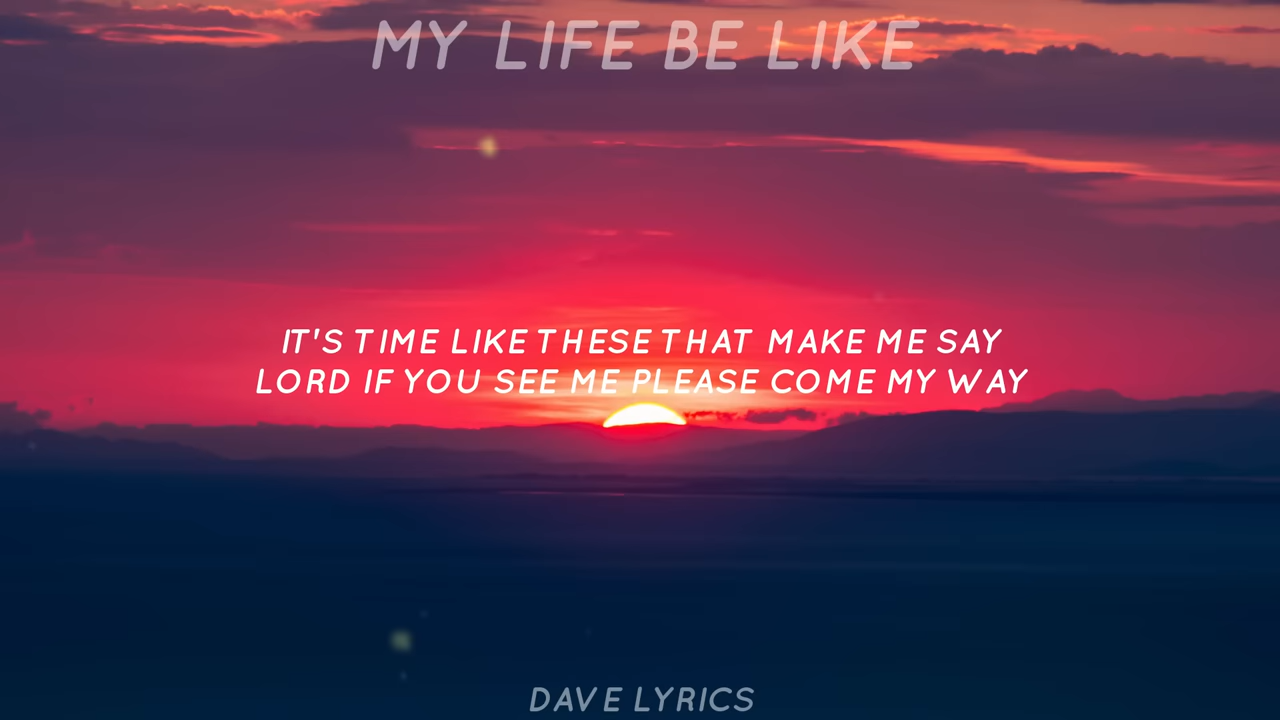 MY LIFE BE LIKE
IT'S TIME LIKE THESE THAT MAKE ME SAY
LORD IF YOU SEE ME PLEASE COME MY WAY
DAVE LYRICS